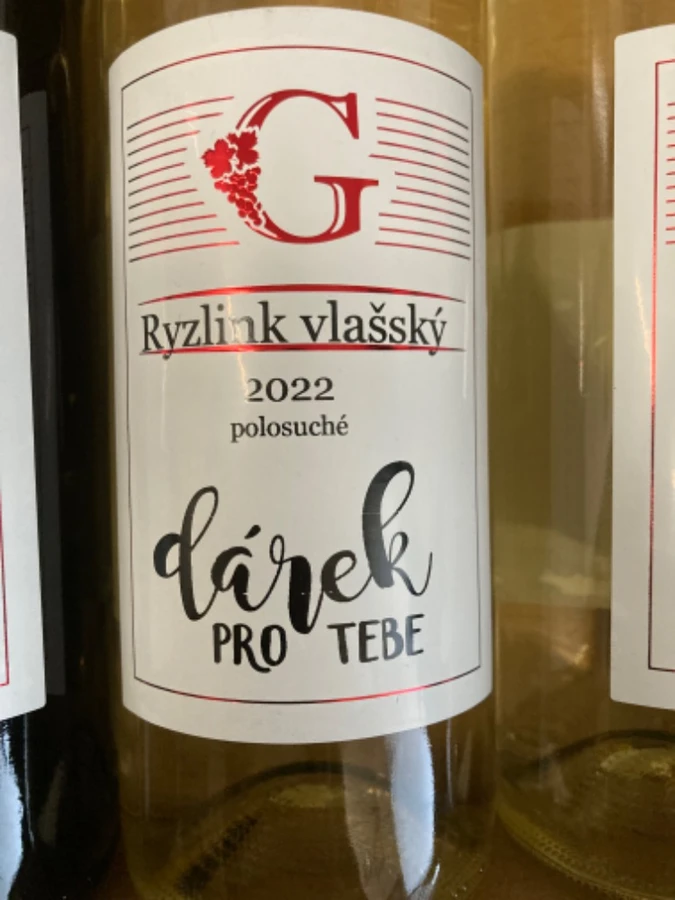 G
Ryzlink vlašský
2022
polosuché
dárek
PRO TEBE